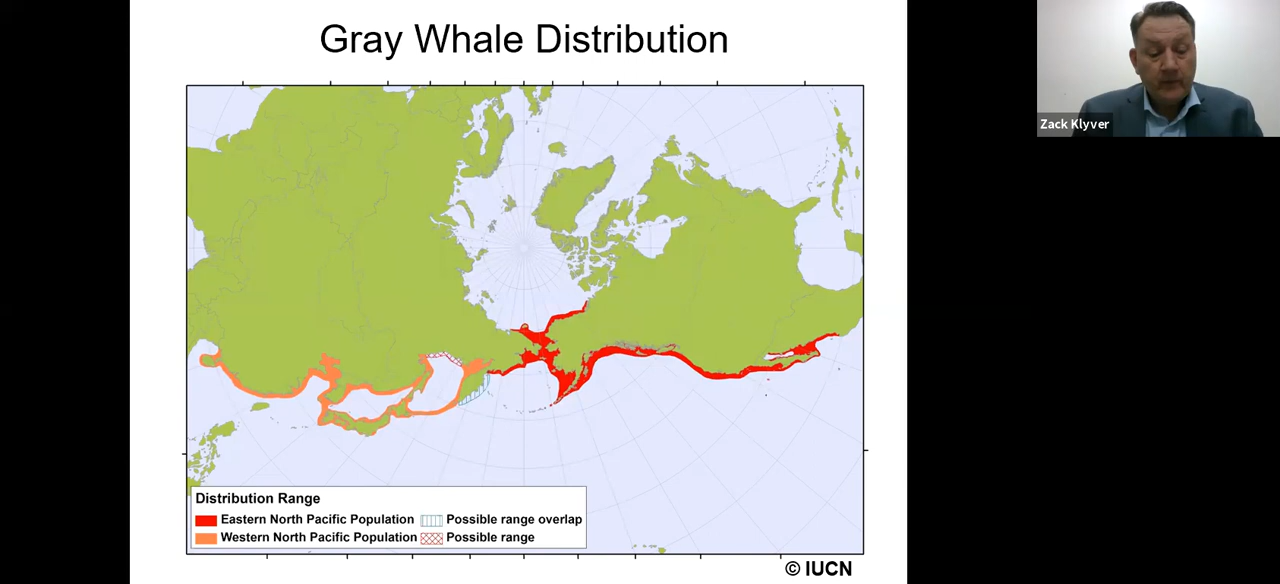 Gray Whale Distribution
Zack Klyver
Distribution Range
Eastern North Pacific Population
Possible range overlap
Western North Pacific Population
Possible range
© IUCN